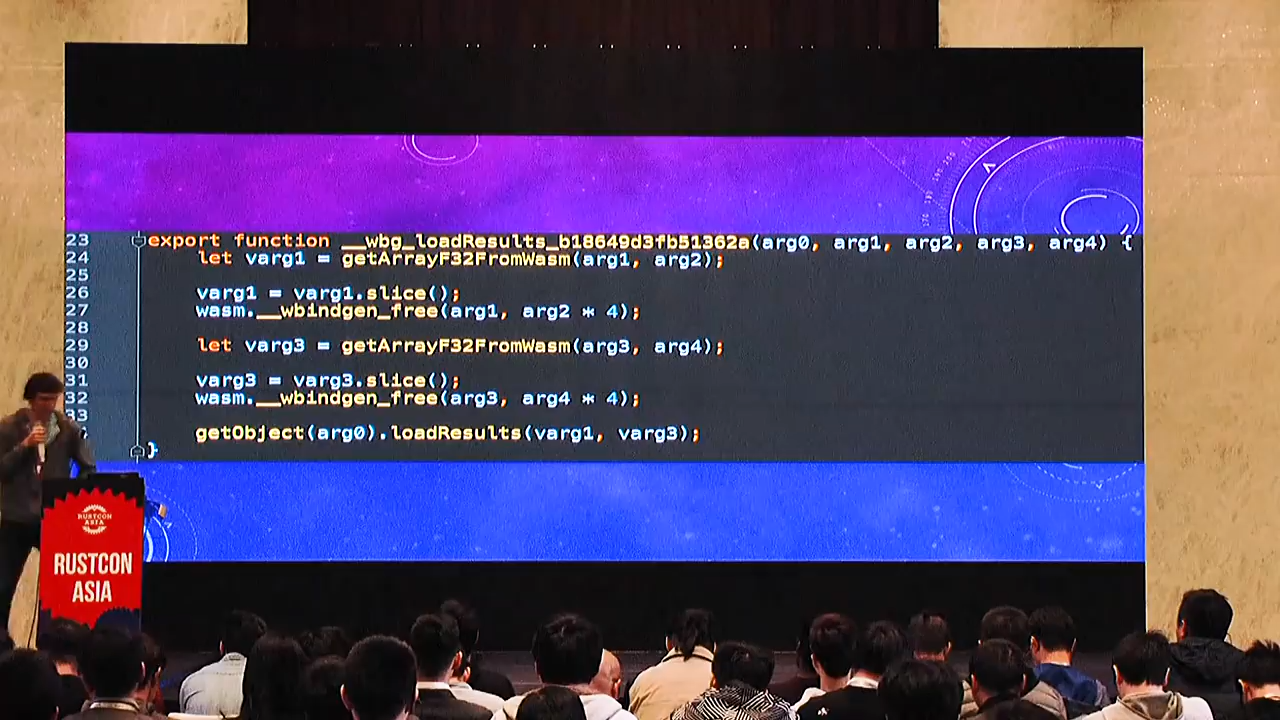 23 export function __wbg_loadResults_b18649d3fb51362a(arg0, arg1, arg2, arg3, arg4) {
24 let varg1 = getArrayF32FromWasm(arg1, arg2);
25
26 varg1 = varg1.slice();
27 wasm.__wbindgen_free(arg1, arg2 * 4);
28
29 let varg3 = getArrayF32FromWasm(arg3, arg4);
30
31 varg3 = varg3.slice();
32 wasm.__wbindgen_free(arg3, arg4 * 4);
33
getObject(arg0).loadResults(varg1, varg3);
}
RUSTCON
ASIA
RUSTCON
ASIA